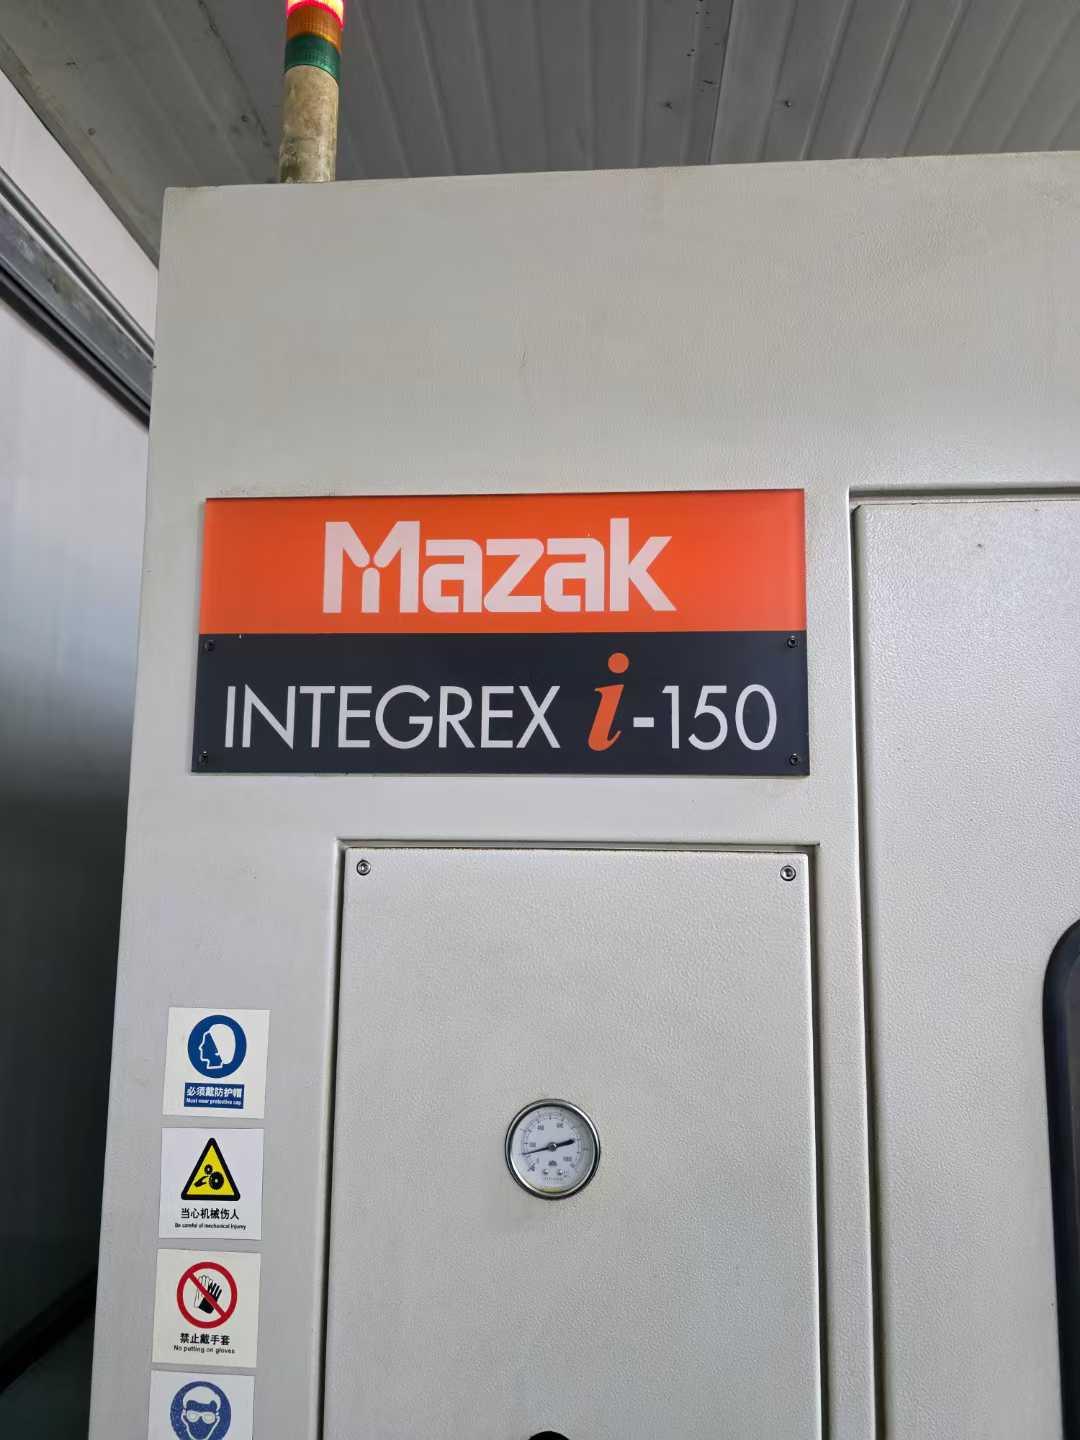 Mazak
INTEGREX i-150
必须戴防护帽
Must wear protective cap
当心机械伤人
Be careful of mechanical injury
禁止戴手套
No putting on gloves